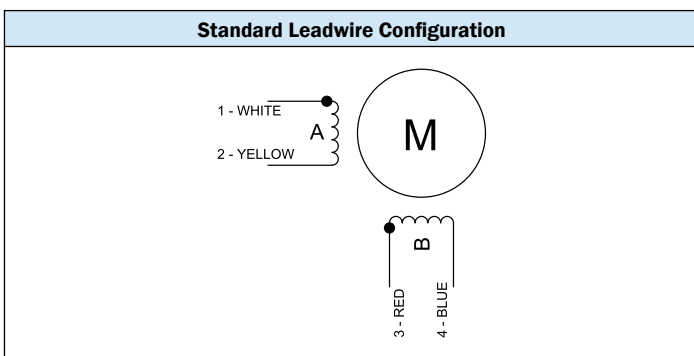 Standard Leadwire Configuration
1 - WHITE
A
2 - YELLOW
M
B
3 - RED
4 - BLUE